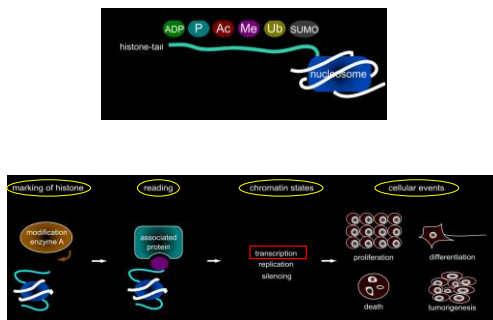 ADP P Ac Me Ub SUMO
histone-tail
nucleosome
marking of histone reading chromatin states cellular events
modification
enzyme A
associated
protein
transcription
replication
silencing
proliferation differentiation
death tumorigenesis